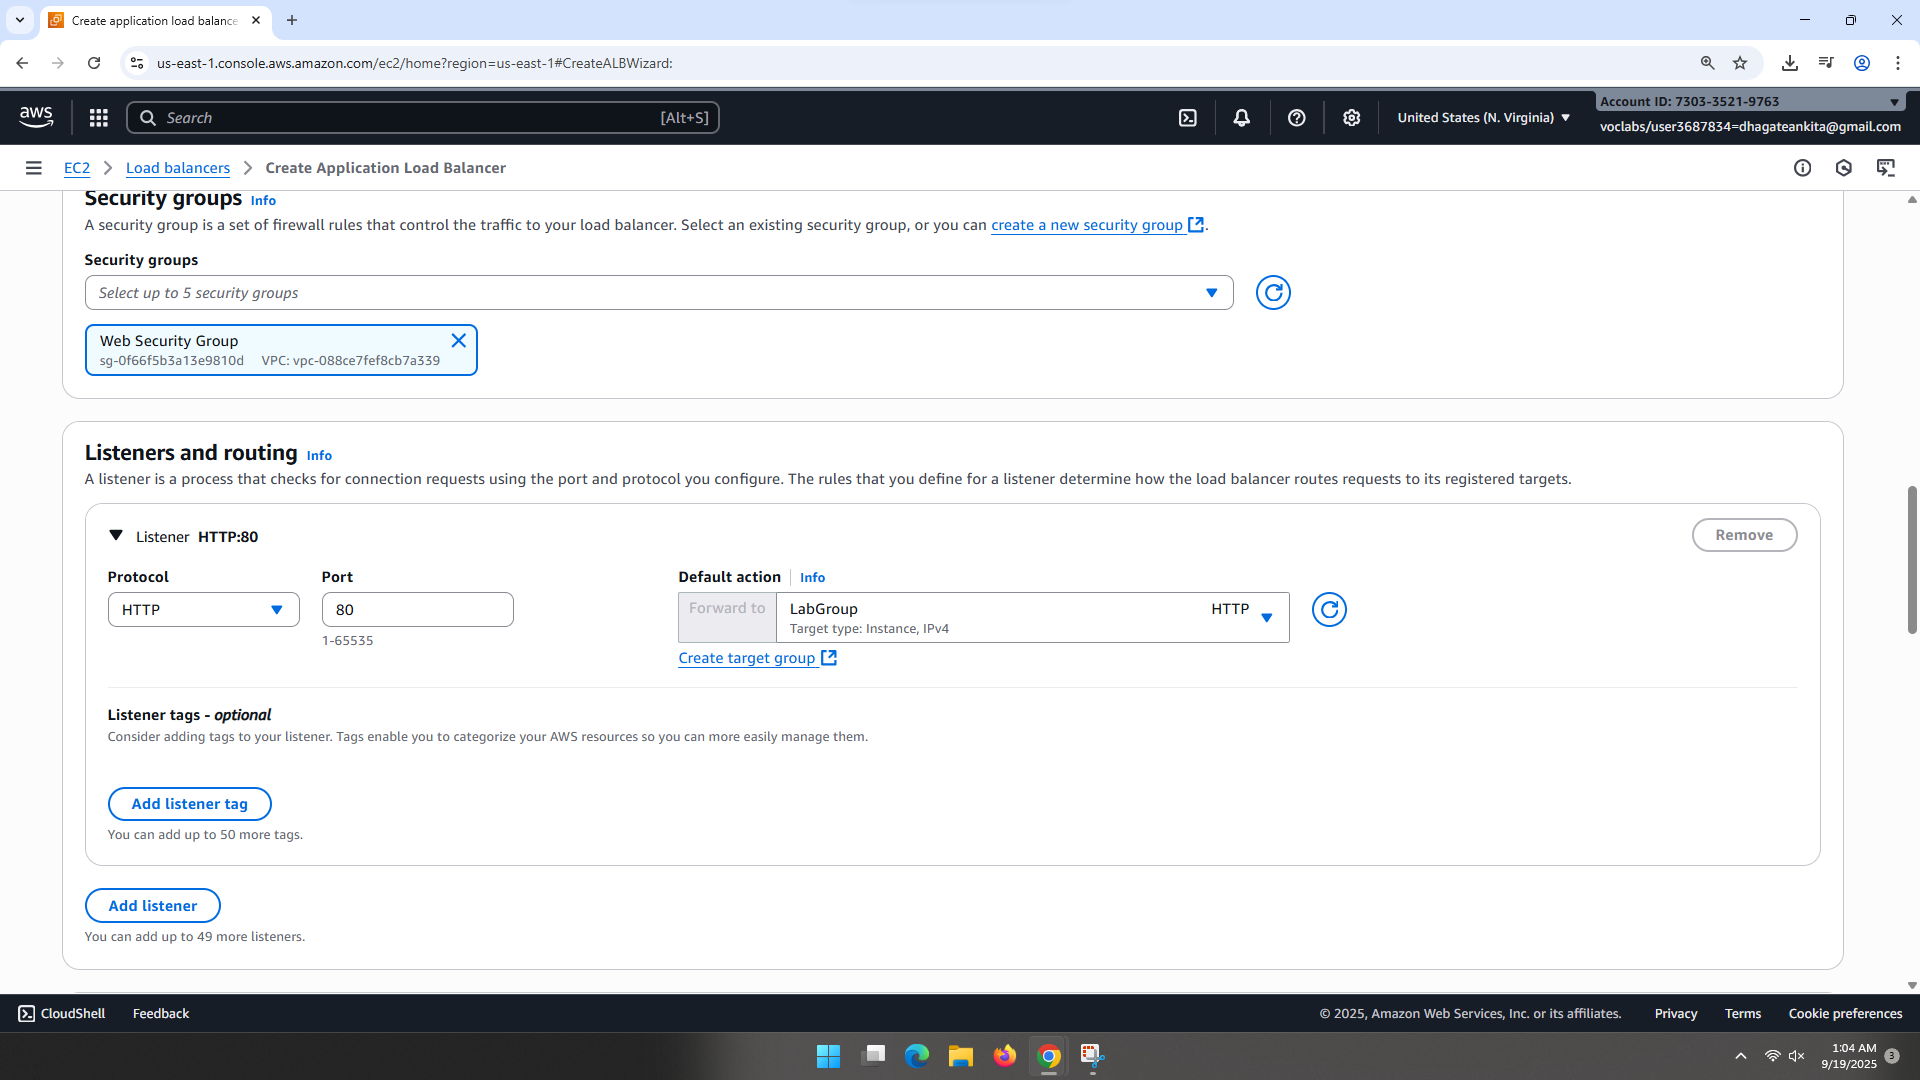 Create application load balance
us-east-1.console.aws.amazon.com/ec2/home?region=us-east-1#CreateALBWizard:
aws
Search
[Alt+S]
United States (N. Virginia)
Account ID: 7303-3521-9763
voclabs/user3687834=dhagateankita@gmail.com
EC2
Load balancers
Create Application Load Balancer
Security groups Info
A security group is a set of firewall rules that control the traffic to your load balancer. Select an existing security group, or you can create a new security group.
Security groups
Select up to 5 security groups
Web Security Group
sg-0f66f5b3a13e9810d VPC: vpc-088ce7fef8cb7a339
Listeners and routing Info
A listener is a process that checks for connection requests using the port and protocol you configure. The rules that you define for a listener determine how the load balancer routes requests to its registered targets.
Listener HTTP:80
Remove
Protocol
Port
Default action Info
HTTP
80
Forward to
LabGroup
HTTP
Target type: Instance, IPv4
1-65535
Create target group
Listener tags - optional
Consider adding tags to your listener. Tags enable you to categorize your AWS resources so you can more easily manage them.
Add listener tag
You can add up to 50 more tags.
Add listener
You can add up to 49 more listeners.
CloudShell
Feedback
© 2025, Amazon Web Services, Inc. or its affiliates.
Privacy
Terms
Cookie preferences
1:04 AM
9/19/2025
3